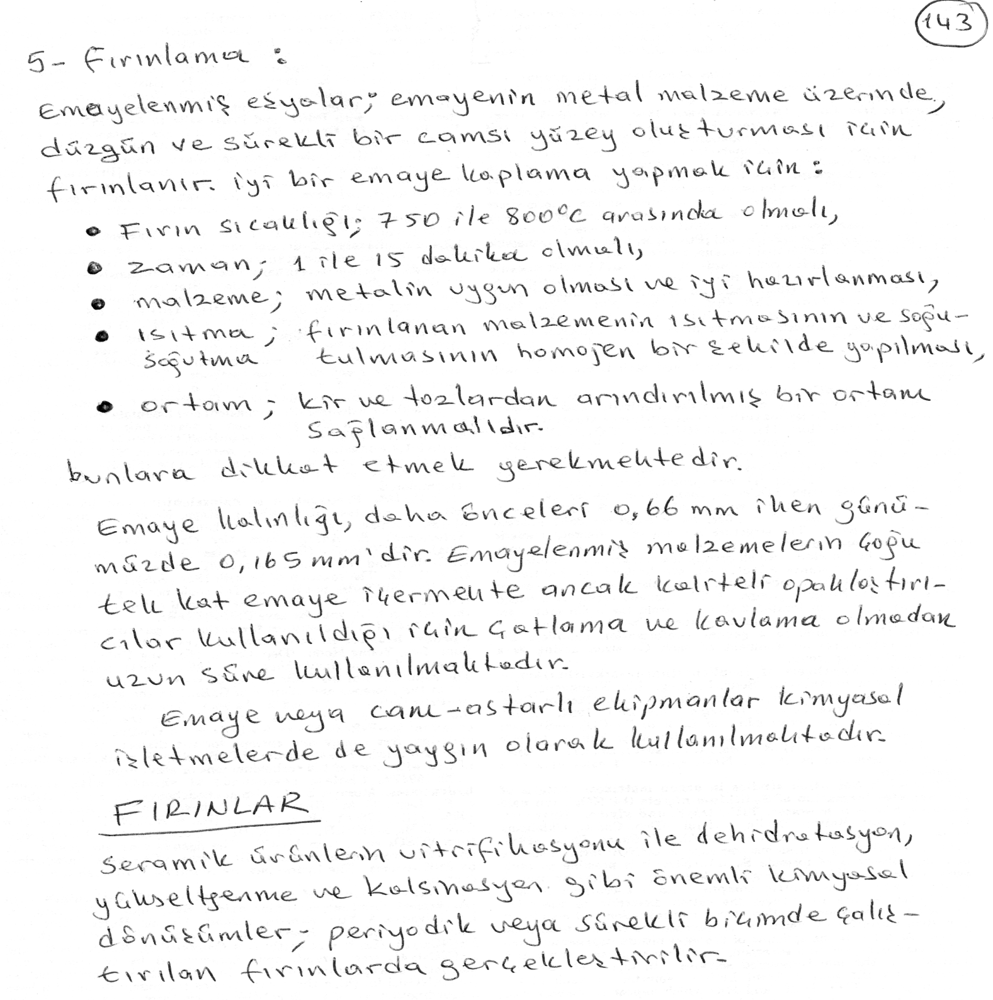 143
5- Fırınlama :
Emayelenmiş eşyalar; emayenin metal malzeme üzerinde,
düzgün ve sürekli bir camsı yüzey oluşturması için
fırınlanır. iyi bir emaye kaplama yapmak için :
• Fırın sıcaklığı; 750 ile 800°C arasında olmalı,
• zaman; 1 ile 15 dakika olmalı,
• malzeme; metalin uygun olması ve iyi hazırlanması,
• ısıtma ; fırınlanan malzemenin ısıtmasının ve soğu-
soğutma tulmasının homojen bir şekilde yapılması,
• ortam ; kir ve tozlardan arındırılmış bir ortam
sağlanmalıdır.
bunlara dikkat etmek gerekmektedir.
Emaye kalınlığı, daha önceleri 0,66 mm iken günü-
müzde 0,165 mm'dir. Emayelenmiş malzemelerin çoğu
tek kat emaye içermekte ancak kaliteli opaklaştırı-
cılar kullanıldığı için çatlama ve kavlama olmadan
uzun süre kullanılmaktadır.
Emaye veya cam-astarlı ekipmanlar kimyasal
işletmelerde de yaygın olarak kullanılmaktadır.
FIRINLAR
Seramik ürünlerin vitrifikasyonu ile dehidratasyon,
yükseltgenme ve kalsinasyon gibi önemli kimyasal
dönüşümler; periyodik veya sürekli biçimde çalış-
tırılan fırınlarda gerçekleştirilir.